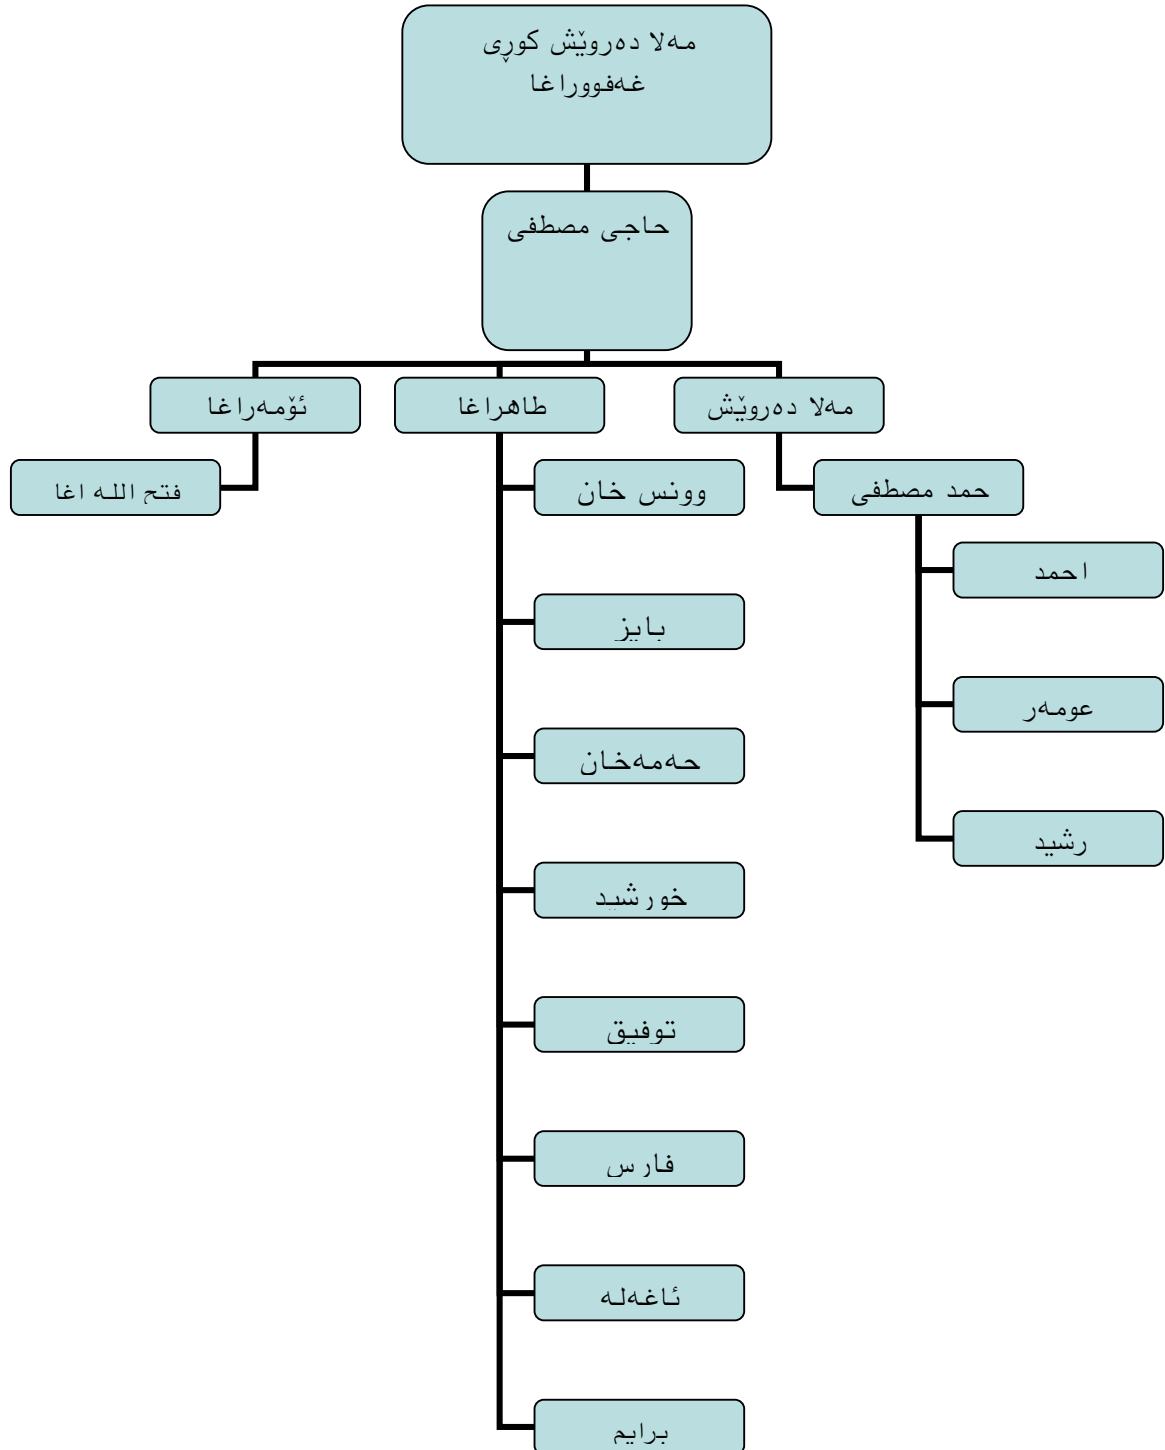 مەلا دەروێش کوڕی
غەفووراغا
حاجی مصطفی
مەلا دەروێش
طاهراغا
ئۆمەراغا
حمد مصطفی
وونس خان
فتح الله اغا
احمد
بایز
عومەر
حەمەخان
رشید
خورشید
توفیق
فارس
ئاغەلە
برایم